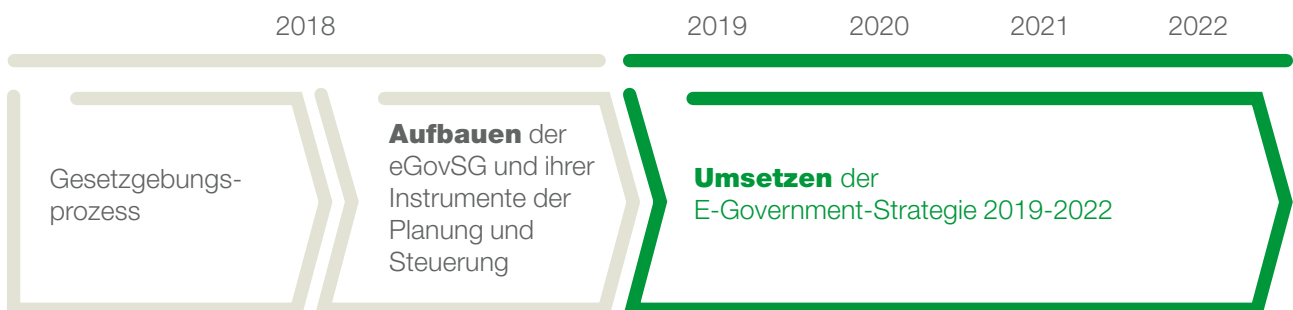 2018
2019 2020 2021 2022
Gesetzgebungs-
prozess
Aufbauen der
eGovSG und ihrer
Instrumente der
Planung und
Steuerung
Umsetzen der
E-Government-Strategie 2019-2022